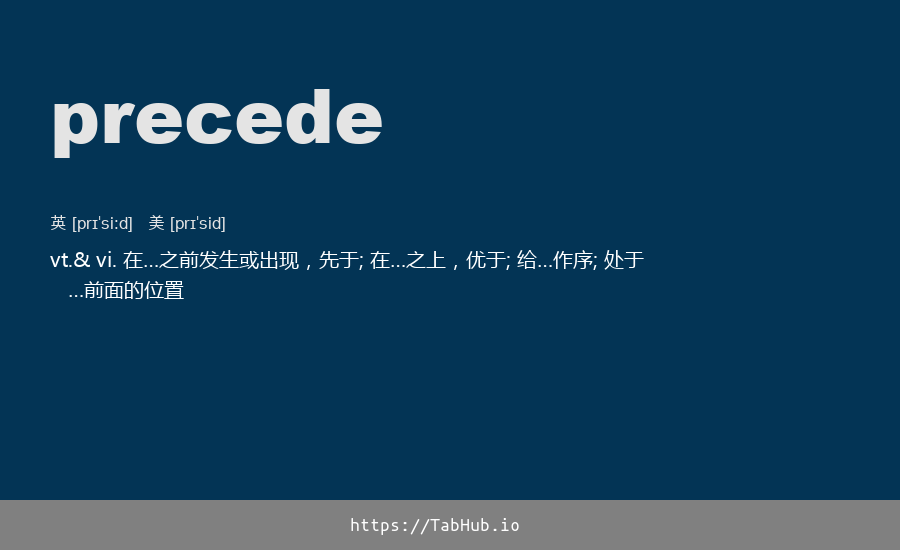 precede
英 [prɪˈsiːd] 美 [prɪˈsid]
vt.& vi. 在…之前发生或出现，先于; 在…之上，优于; 给…作序; 处于
…前面的位置
https://TabHub.io